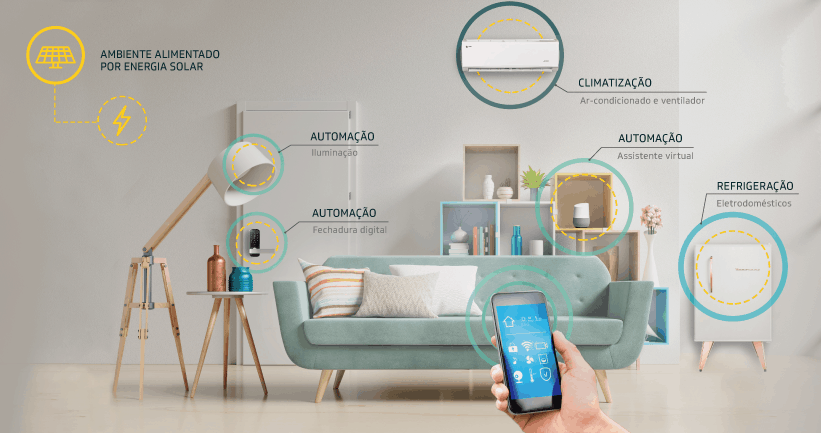 AMBIENTE ALIMENTADO
POR ENERGIA SOLAR
CLIMATIZAÇÃO
Ar-condicionado e ventilador
AUTOMAÇÃO
Iluminação
AUTOMAÇÃO
Assistente virtual
REFRIGERAÇÃO
Eletrodomésticos
AUTOMAÇÃO
Fechadura digital